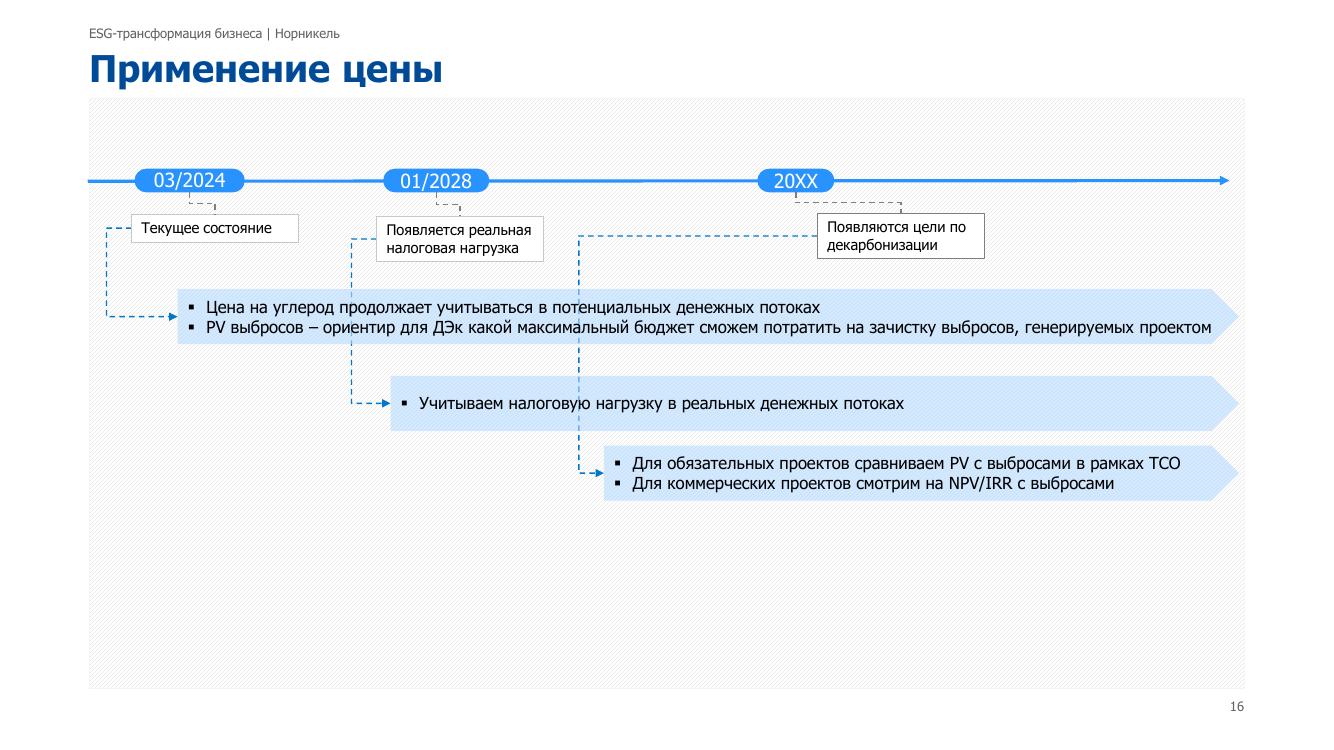 ESG-трансформация бизнеса | Норникель
Применение цены
03/2024
01/2028
20XX
Текущее состояние
Появляется реальная
налоговая нагрузка
Появляются цели по
декарбонизации
▪ Цена на углерод продолжает учитываться в потенциальных денежных потоках
▪ PV выбросов – ориентир для ДЭк какой максимальный бюджет сможем потратить на зачистку выбросов, генерируемых проектом
▪ Учитываем налоговую нагрузку в реальных денежных потоках
▪ Для обязательных проектов сравниваем PV с выбросами в рамках TCO
▪ Для коммерческих проектов смотрим на NPV/IRR с выбросами
16